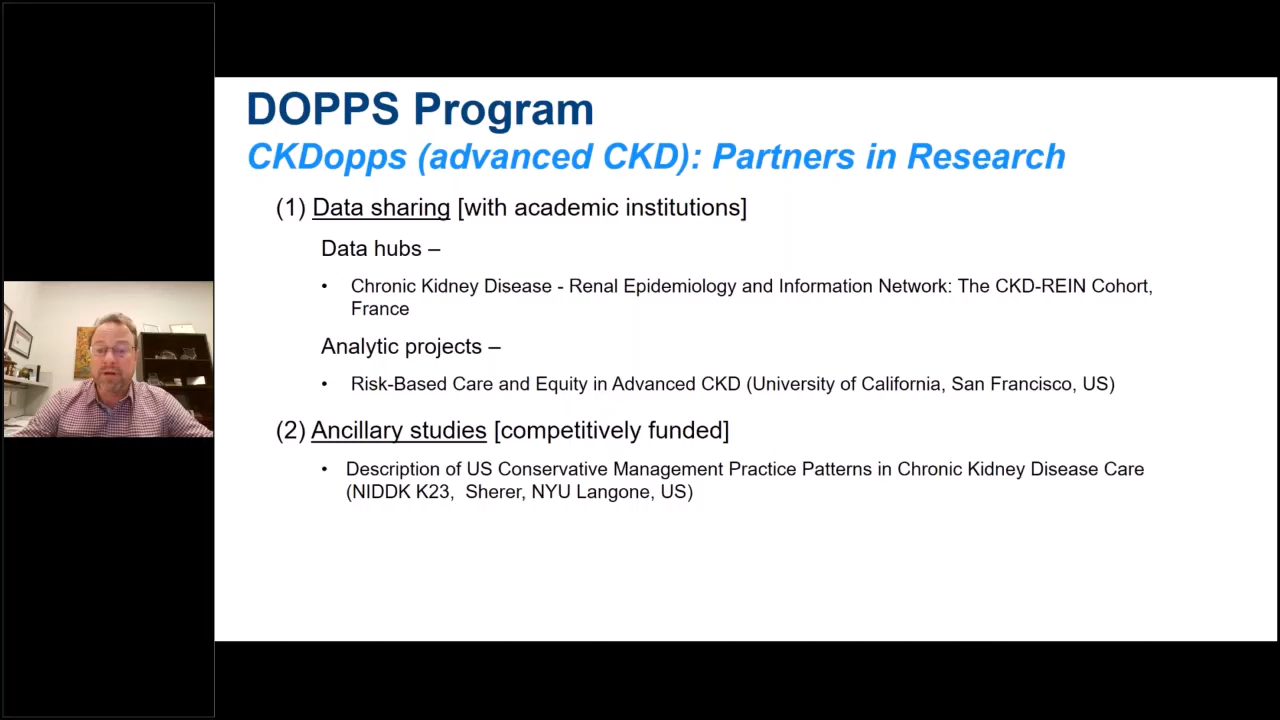 DOPPS Program
CKDopps (advanced CKD): Partners in Research
(1) Data sharing [with academic institutions]
Data hubs –
• Chronic Kidney Disease - Renal Epidemiology and Information Network: The CKD-REIN Cohort,
France
Analytic projects –
• Risk-Based Care and Equity in Advanced CKD (University of California, San Francisco, US)
(2) Ancillary studies [competitively funded]
• Description of US Conservative Management Practice Patterns in Chronic Kidney Disease Care
(NIDDK K23,  Sherer, NYU Langone, US)